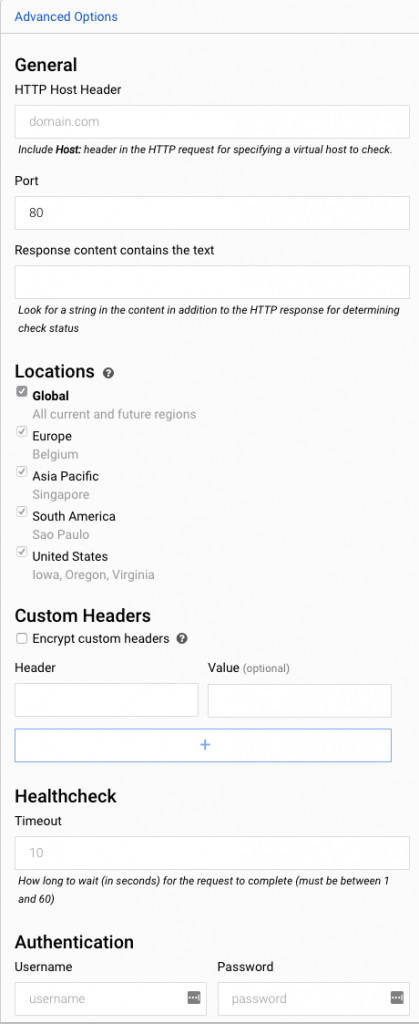 Advanced Options
General
HTTP Host Header
domain.com
Include Host: header in the HTTP request for specifying a virtual host to check.
Port
80
Response content contains the text
Look for a string in the content in addition to the HTTP response for determining
check status
Locations ?
Global
All current and future regions
Europe
Belgium
Asia Pacific
Singapore
South America
Sao Paulo
United States
Iowa, Oregon, Virginia
Custom Headers
Encrypt custom headers ?
Header Value (optional)
+
Healthcheck
Timeout
10
How long to wait (in seconds) for the request to complete (must be between 1
and 60)
Authentication
Username Password
username password